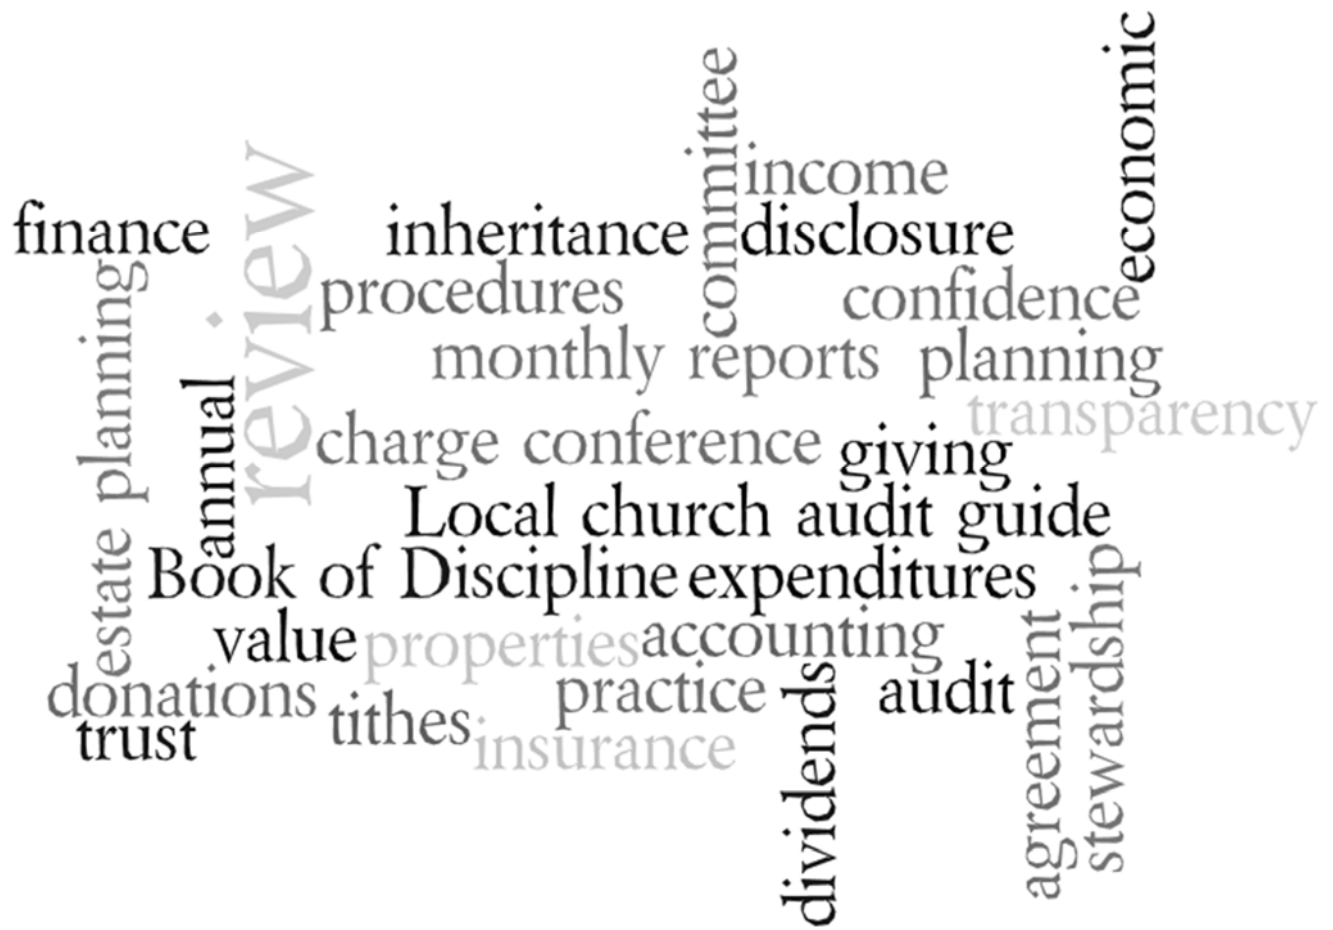 economic
committee
income
review
finance
inheritance
disclosure
procedures
confidence
estate planning
monthly reports
planning
annual
transparency
charge conference
giving
Local church audit guide
Book of Discipline
expenditures
stewardship
value
properties
accounting
agreement
donations
tithes
practice
dividends
audit
trust
insurance